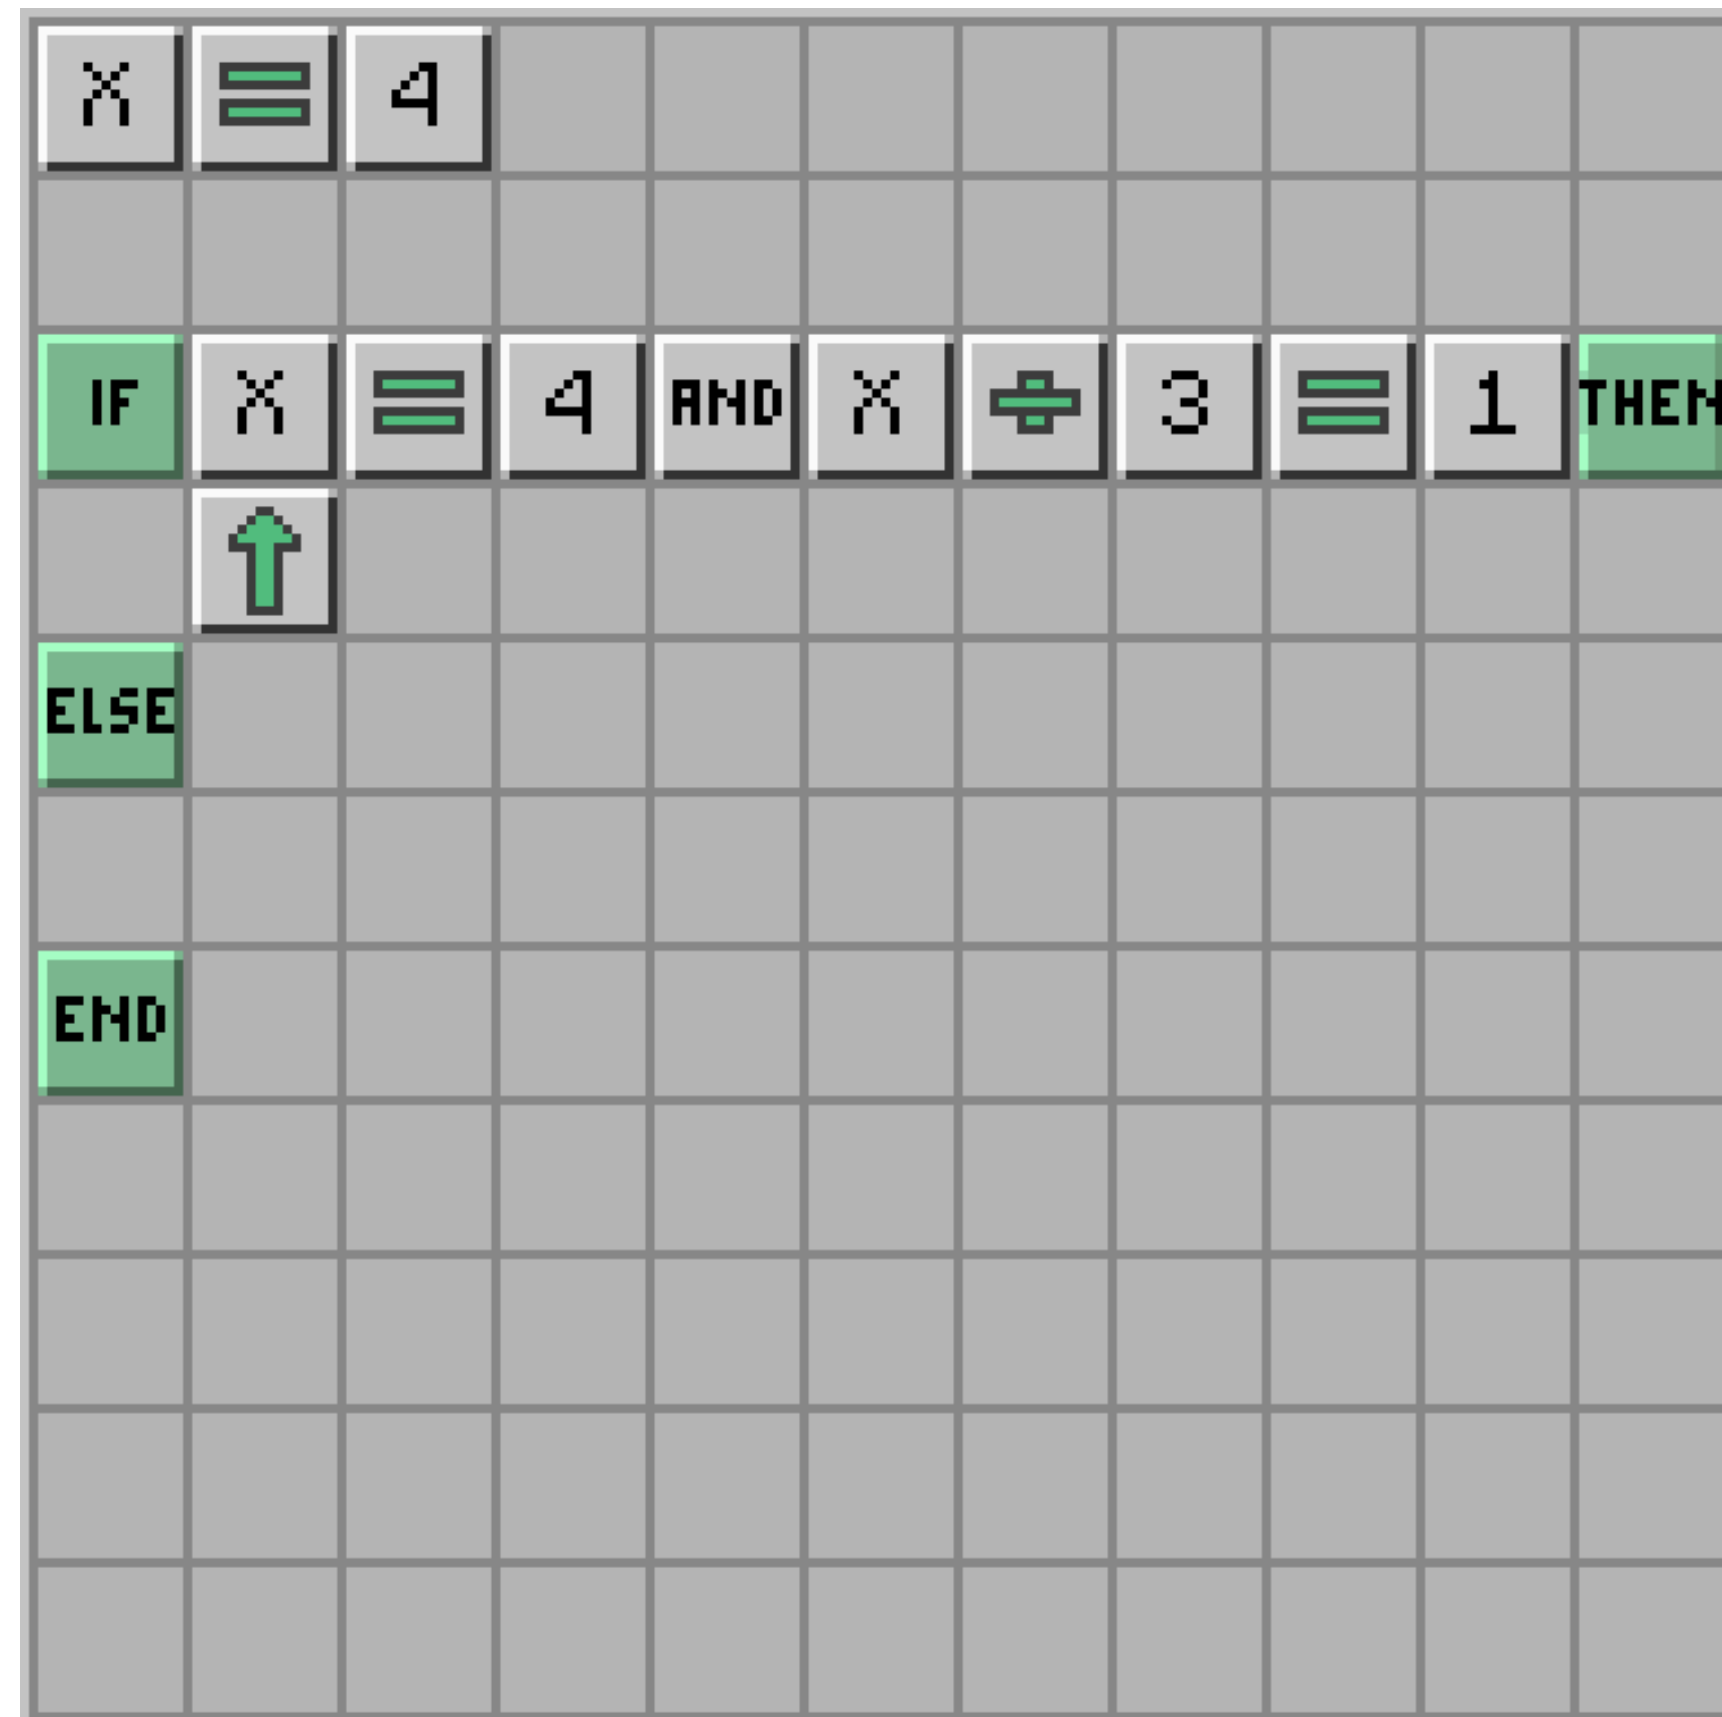 X = 4
IF X = 4 AND X ÷ 3 = 1 THEN
↑
ELSE
END